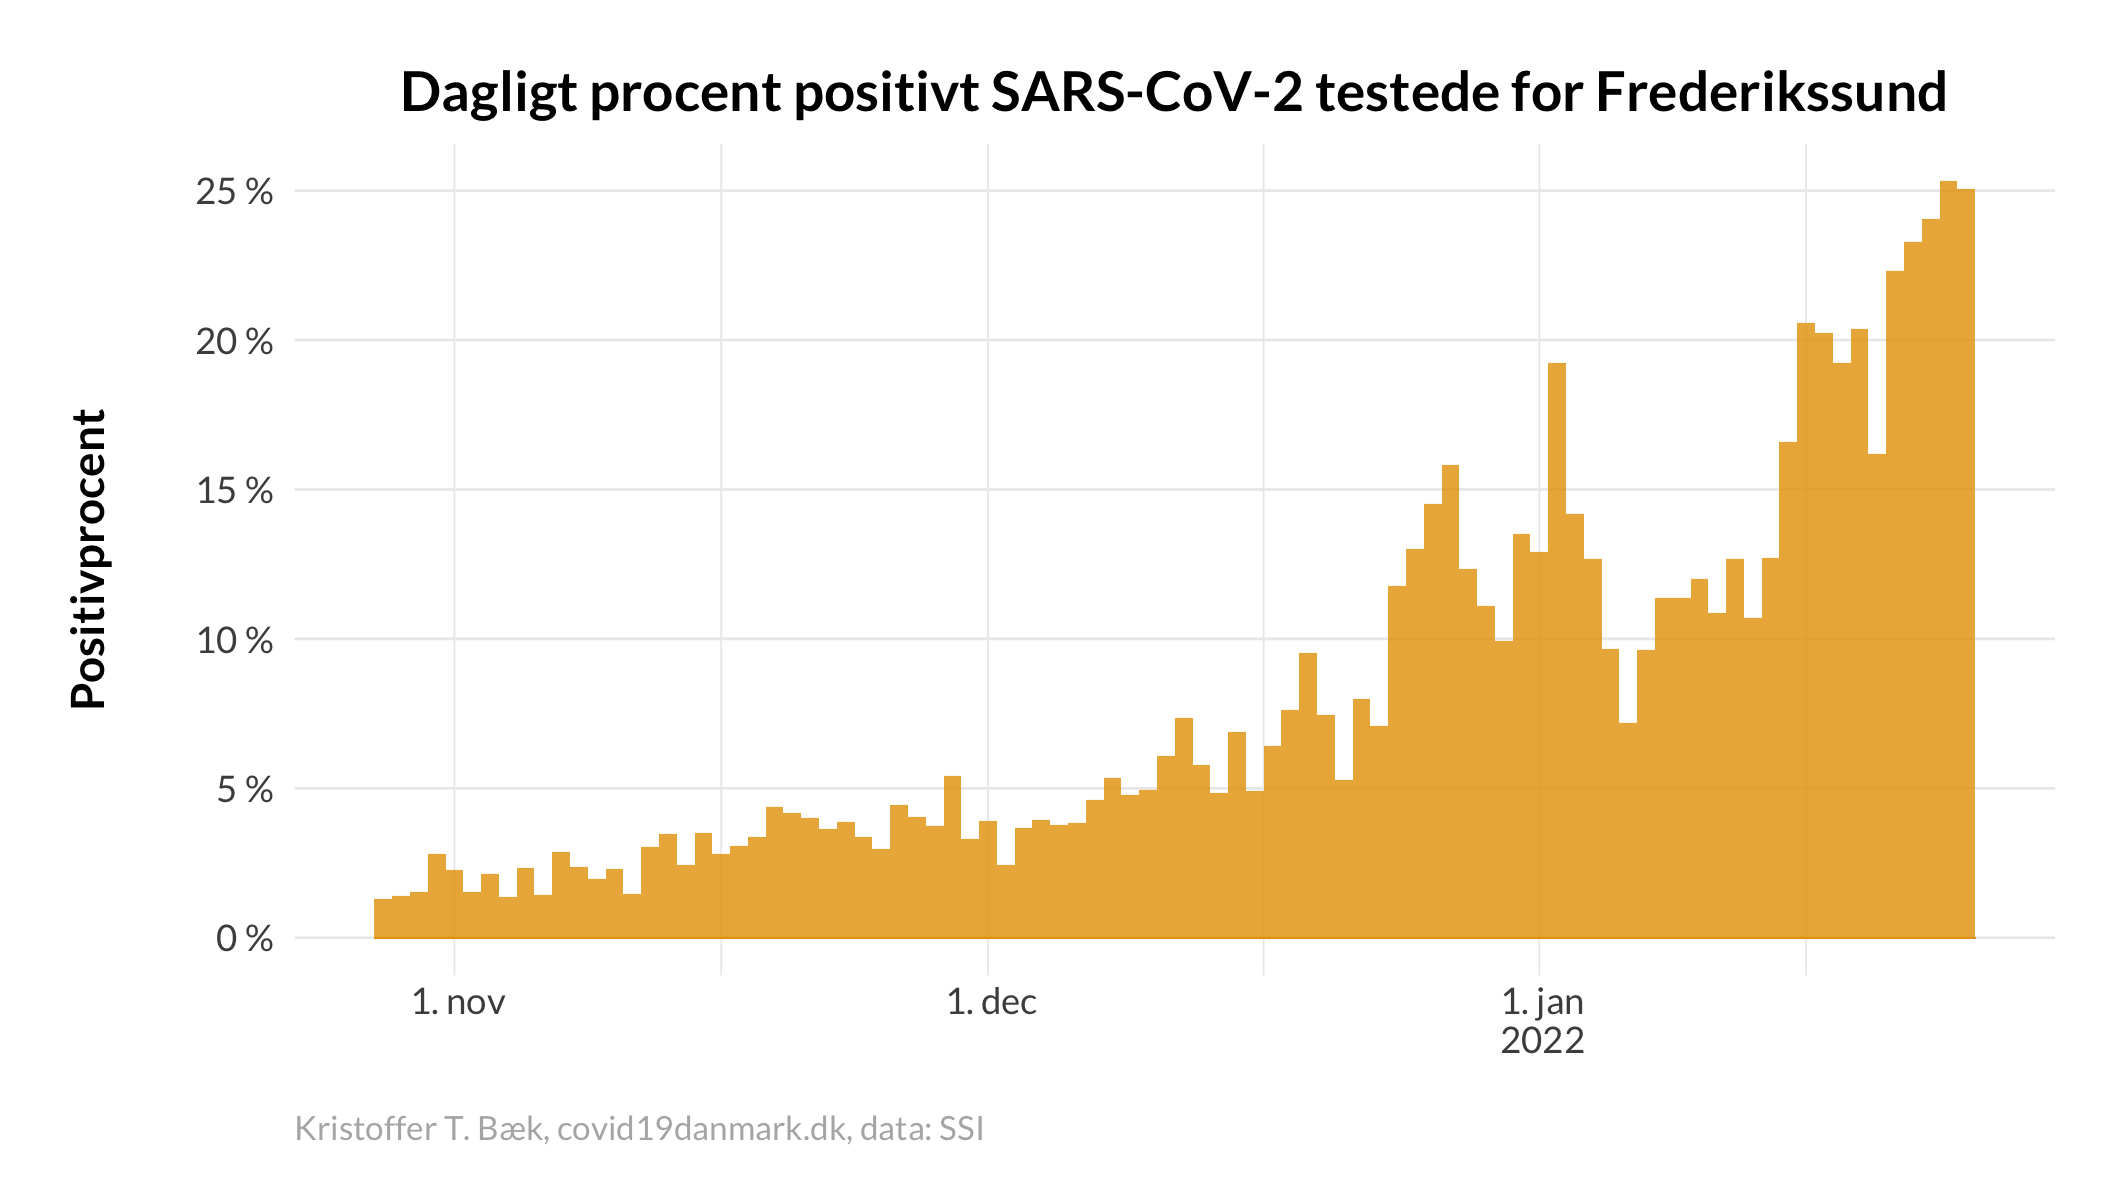 Dagligt procent positivt SARS-CoV-2 testede for Frederikssund
Positivprocent
25 %
20 %
15 %
10 %
5 %
0 %
1. nov
1. dec
1. jan
2022
Kristoffer T. Bæk, covid19danmark.dk, data: SSI